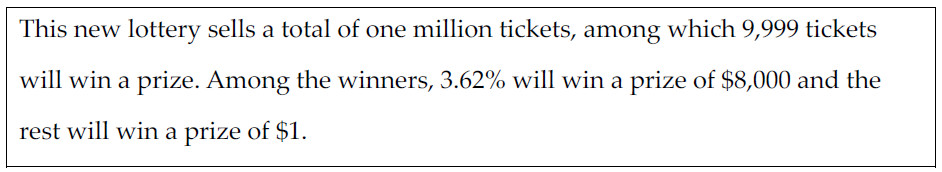 This new lottery sells a total of one million tickets, among which 9,999 tickets
will win a prize. Among the winners, 3.62% will win a prize of $8,000 and the
rest will win a prize of $1.